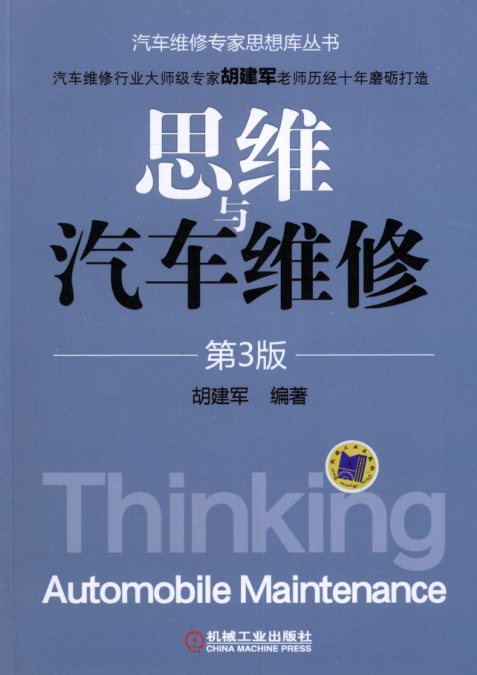 汽车维修专家思想库丛书
汽车维修行业大师级专家胡建军老师历经十年磨砺打造
思维
与
汽车维修
第3版
胡建军 编著
Thinking
Automobile Maintenance
机械工业出版社
CHINA MACHINE PRESS